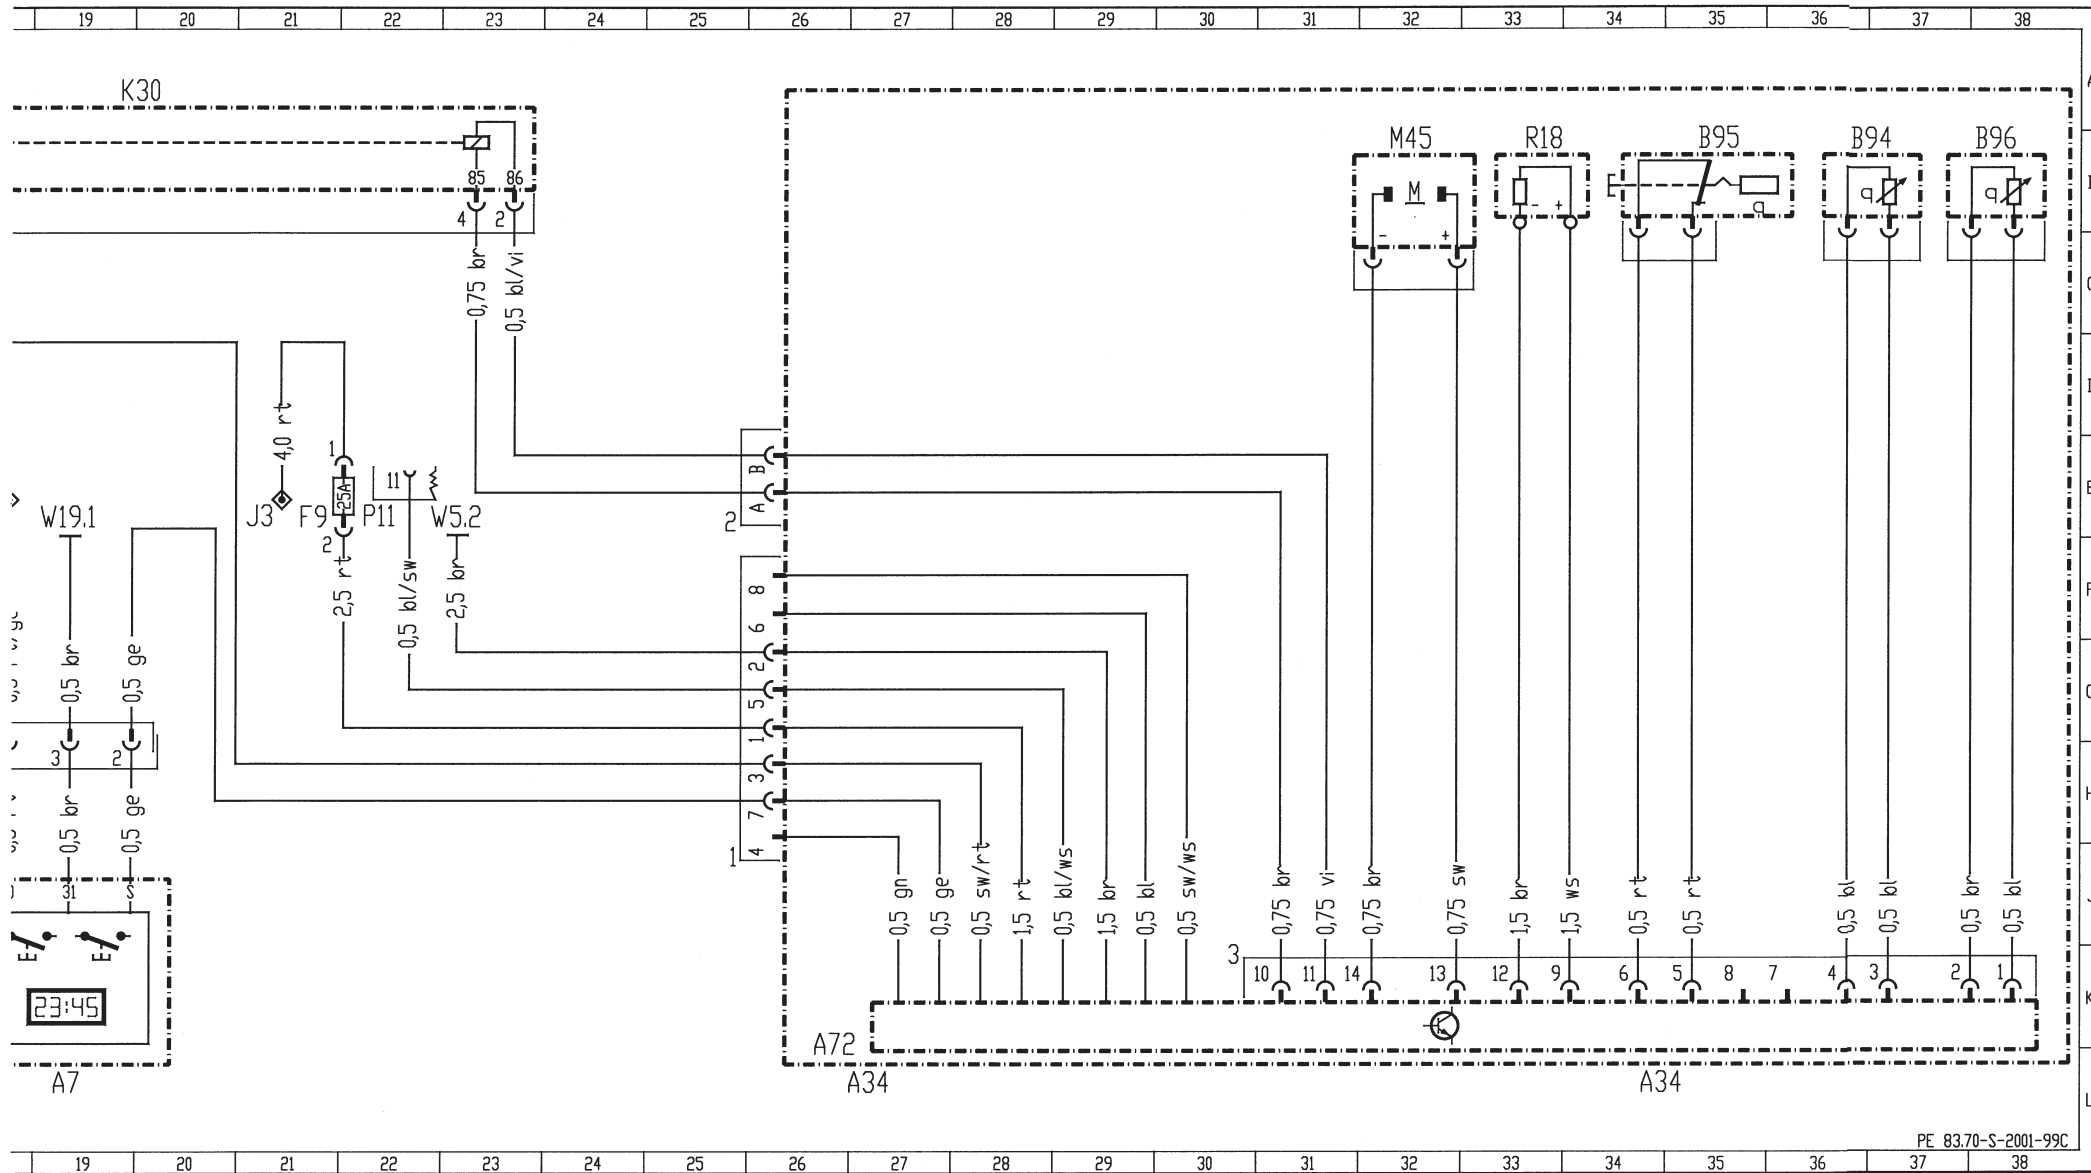 19 20 21 22 23 24 25 26 27 28 29 30 31 32 33 34 35 36 37 38
K30
M45 R18 B95 B94 B96
M
q
q
q
- +
- +
85 86
4 2
0,75 br
0,5 bl/vi
4,0 rt
1
25A
11
J3 F9 P11 W5.2
W19.1
2
B
A
2
2,5 rt
0,5 bl/sw
2,5 br
0,5 br
0,5 ge
8
6
2
5
1
3
7
4
1
3 2
0,5 br
0,5 ge
31 S
23:45
A7
0,5 gn
0,5 ge
0,5 sw/rt
1,5 rt
0,5 bl/ws
1,5 br
0,5 bl
0,5 sw/ws
0,75 br
0,75 vi
0,75 br
0,75 sw
1,5 br
1,5 ws
0,5 rt
0,5 rt
0,5 bl
0,5 bl
0,5 br
0,5 bl
3
10 11 14 13 12 9 6 5 8 7 4 3 2 1
A72
A34 A34
PE 83.70-S-2001-99C
19 20 21 22 23 24 25 26 27 28 29 30 31 32 33 34 35 36 37 38